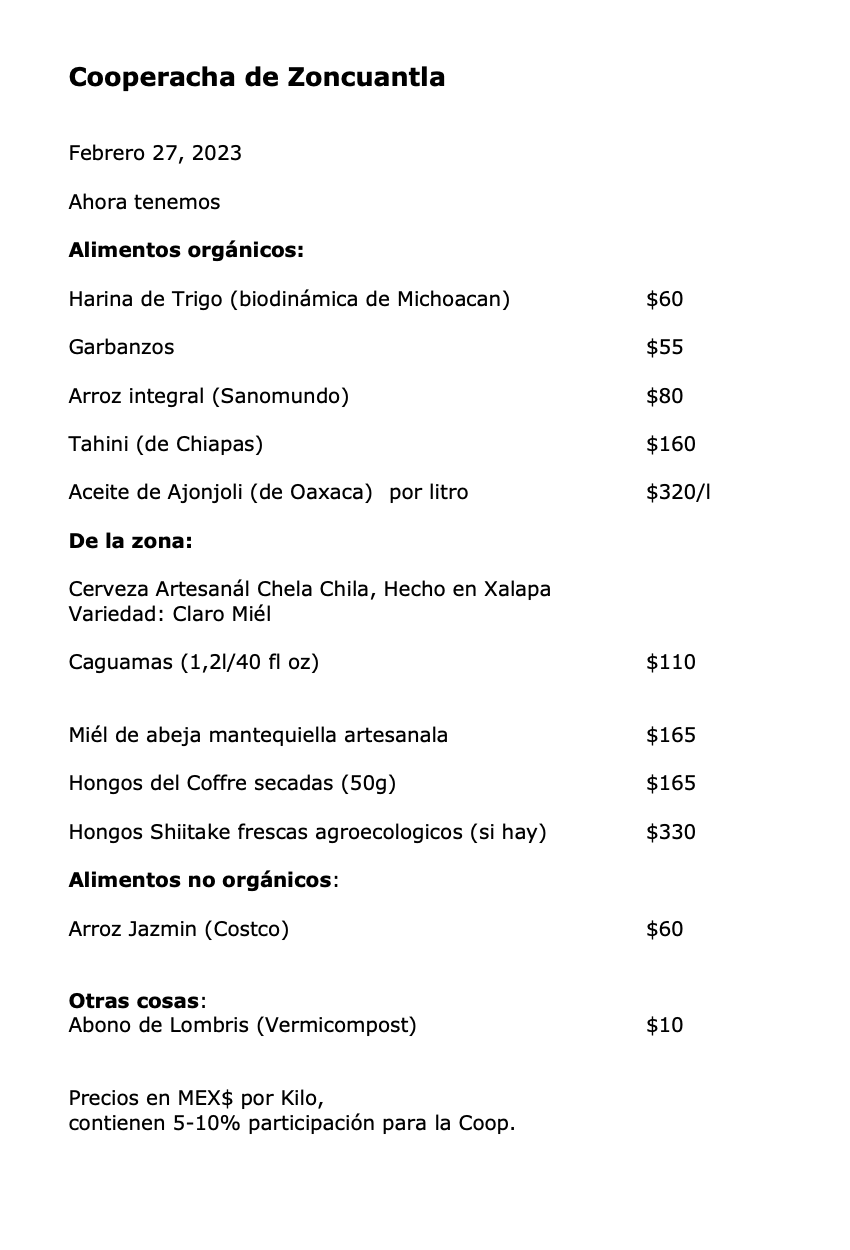 Cooperacha de Zoncuantla
Febrero 27, 2023
Ahora tenemos
Alimentos orgánicos:
Harina de Trigo (biodinámica de Michoacan) $60
Garbanzos $55
Arroz integral (Sanomundo) $80
Tahini (de Chiapas) $160
Aceite de Ajonjoli (de Oaxaca) por litro $320/l
De la zona:
Cerveza Artesanál Chela Chila, Hecho en Xalapa
Variedad: Claro Miél
Caguamas (1,2l/40 fl oz) $110
Miél de abeja mantequiella artesanala $165
Hongos del Coffre secadas (50g) $165
Hongos Shiitake frescas agroecologicos (si hay) $330
Alimentos no orgánicos:
Arroz Jazmin (Costco) $60
Otras cosas:
Abono de Lombris (Vermicompost) $10
Precios en MEX$ por Kilo,
contienen 5-10% participación para la Coop.